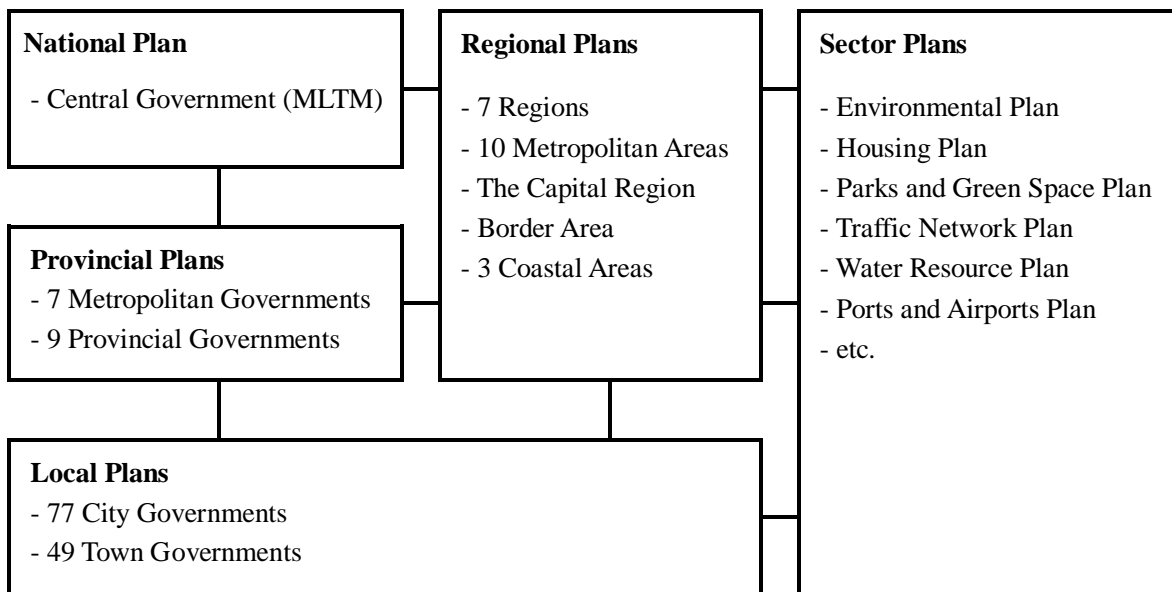 National Plan
- Central Government (MLTM)
Provincial Plans
- 7 Metropolitan Governments
- 9 Provincial Governments
Regional Plans
- 7 Regions
- 10 Metropolitan Areas
- The Capital Region
- Border Area
- 3 Coastal Areas
Local Plans
- 77 City Governments
- 49 Town Governments
Sector Plans
- Environmental Plan
- Housing Plan
- Parks and Green Space Plan
- Traffic Network Plan
- Water Resource Plan
- Ports and Airports Plan
- etc.